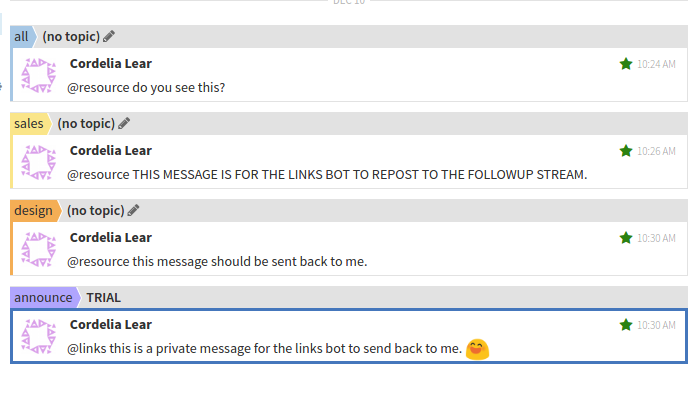 DEC 10
all (no topic)
Cordelia Lear 10:24 AM
@resource do you see this?
sales (no topic)
Cordelia Lear 10:26 AM
@resource THIS MESSAGE IS FOR THE LINKS BOT TO REPOST TO THE FOLLOWUP STREAM.
design (no topic)
Cordelia Lear 10:30 AM
@resource this message should be sent back to me.
announce TRIAL
Cordelia Lear 10:30 AM
@links this is a private message for the links bot to send back to me.